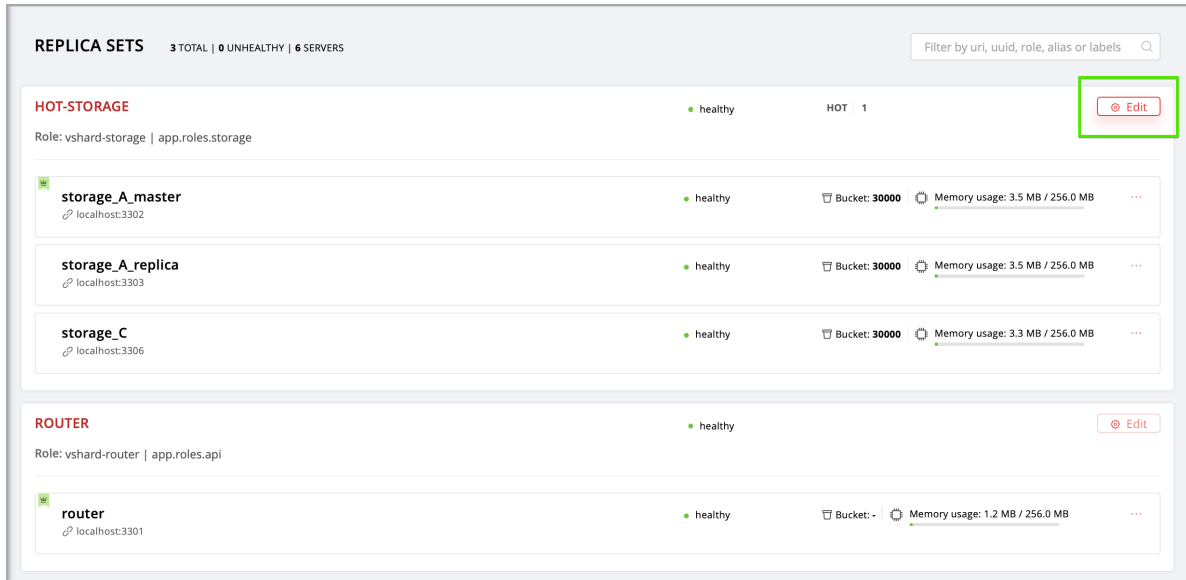 REPLICA SETS 3 TOTAL | 0 UNHEALTHY | 6 SERVERS Filter by uri, uuid, role, alias or labels
HOT-STORAGE healthy HOT 1 Edit
Role: vshard-storage | app.roles.storage
storage_A_master healthy Bucket: 30000 Memory usage: 3.5 MB / 256.0 MB ...
localhost:3302
storage_A_replica healthy Bucket: 30000 Memory usage: 3.5 MB / 256.0 MB ...
localhost:3303
storage_C healthy Bucket: 30000 Memory usage: 3.3 MB / 256.0 MB ...
localhost:3306
ROUTER healthy Edit
Role: vshard-router | app.roles.api
router healthy Bucket: - Memory usage: 1.2 MB / 256.0 MB ...
localhost:3301